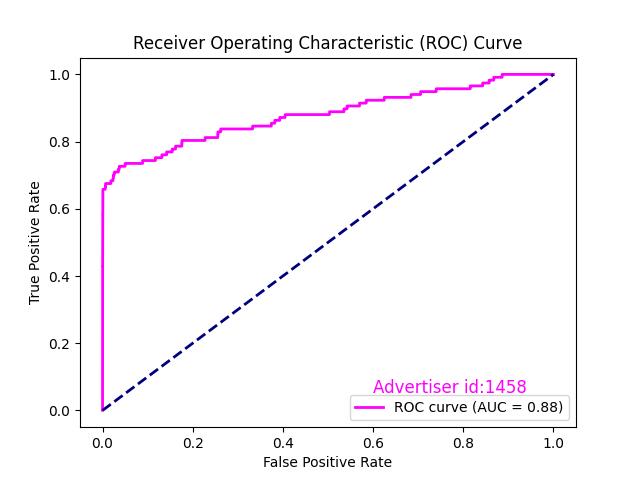 Receiver Operating Characteristic (ROC) Curve
1.0
0.8
0.6
0.4
0.2
0.0
True Positive Rate
Advertiser id:1458
ROC curve (AUC = 0.88)
0.0 0.2 0.4 0.6 0.8 1.0
False Positive Rate